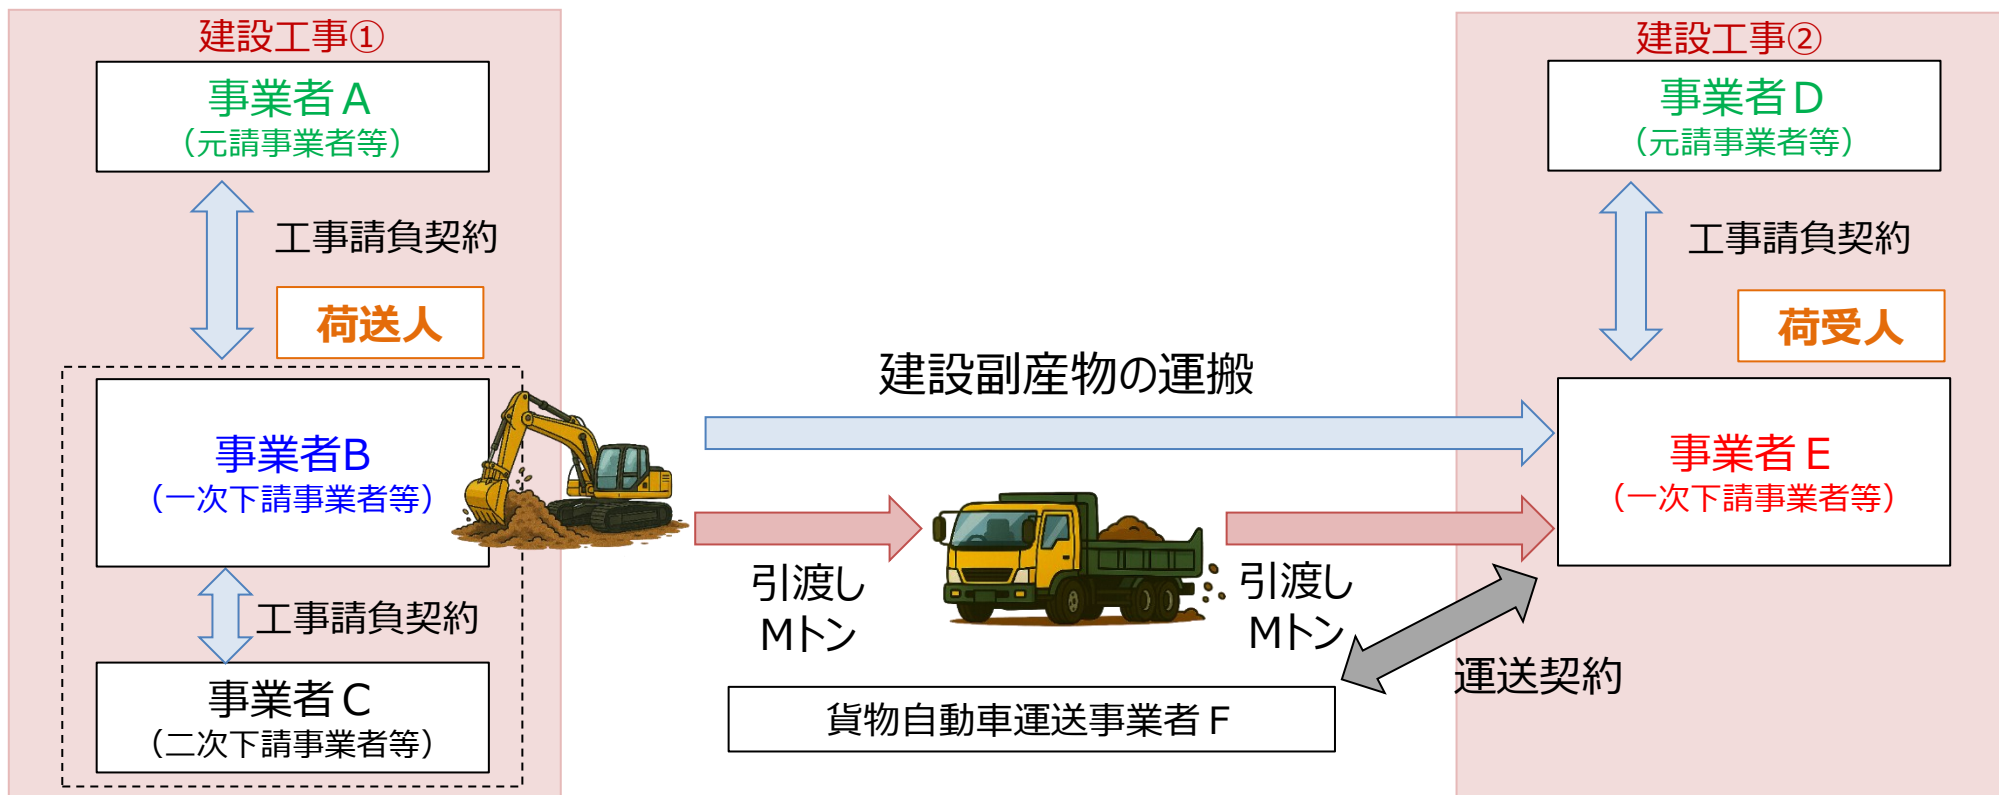 建設工事①
事業者A
（元請事業者等）
工事請負契約
荷送人
事業者B
（一次下請事業者等）
工事請負契約
事業者C
（二次下請事業者等）
建設副産物の運搬
引渡し
Mトン
引渡し
Mトン
貨物自動車運送事業者F
運送契約
建設工事②
事業者D
（元請事業者等）
工事請負契約
荷受人
事業者E
（一次下請事業者等）